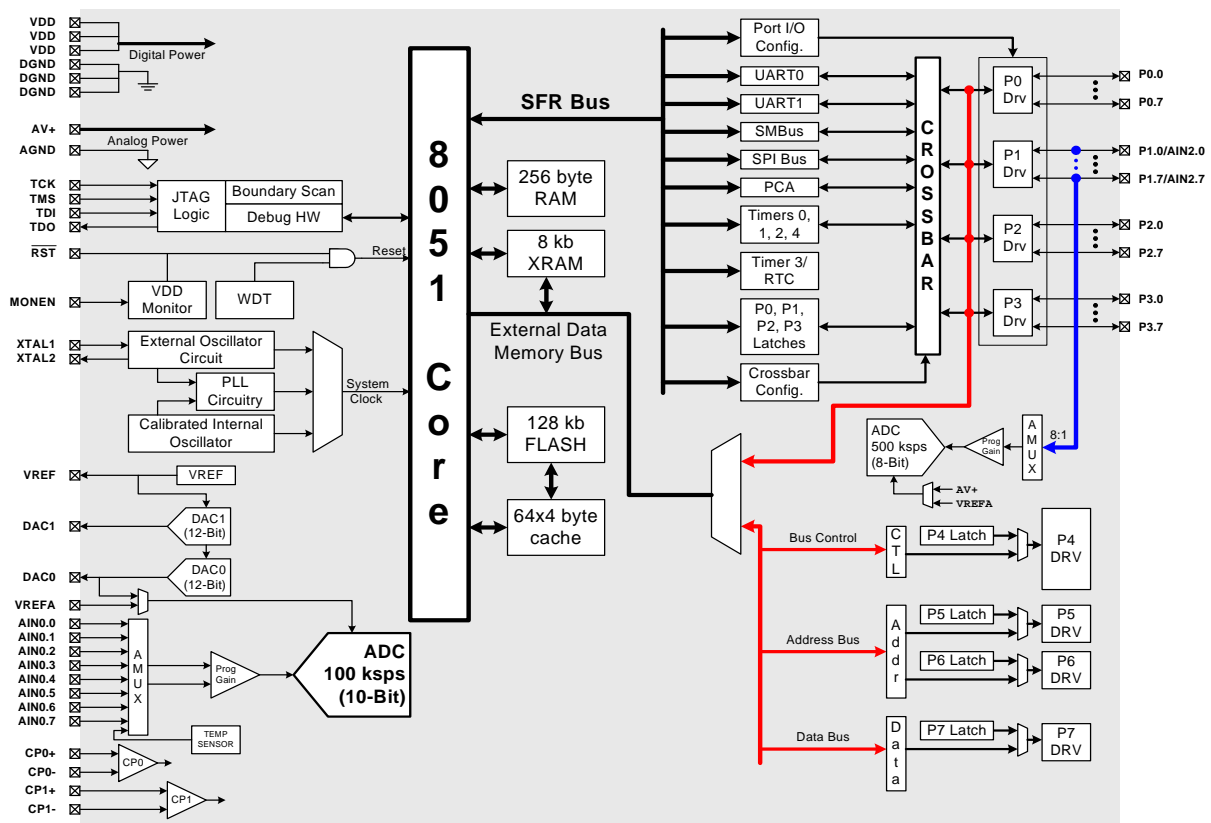 VDD
VDD
VDD
DGND
DGND
DGND
Digital Power
AV+
Analog Power
AGND
TCK
TMS
TDI
TDO
JTAG
Logic
Boundary Scan
Debug HW
RST
Reset
MONEN
VDD
Monitor
WDT
XTAL1
XTAL2
External Oscillator
Circuit
PLL
Circuitry
Calibrated Internal
Oscillator
System
Clock
VREF
VREF
DAC1
DAC1
(12-Bit)
DAC0
DAC0
(12-Bit)
VREFA
AIN0.0
AIN0.1
AIN0.2
AIN0.3
AIN0.4
AIN0.5
AIN0.6
AIN0.7
A
M
U
X
Prog
Gain
ADC
100 ksps
(10-Bit)
TEMP
SENSOR
CP0+
CP0-
CP0
CP1+
CP1-
CP1
8
0
5
1
C
o
r
e
SFR Bus
256 byte
RAM
8 kb
XRAM
External Data
Memory Bus
128 kb
FLASH
64x4 byte
cache
Port I/O
Config.
UART0
UART1
SMBus
SPI Bus
PCA
Timers 0,
1, 2, 4
Timer 3/
RTC
P0, P1,
P2, P3
Latches
Crossbar
Config.
C
R
O
S
S
B
A
R
P0
Drv
P1
Drv
P2
Drv
P3
Drv
P0.0
P0.7
P1.0/AIN2.0
P1.7/AIN2.7
P2.0
P2.7
P3.0
P3.7
ADC
500 ksps
(8-Bit)
Prog
Gain
A
M
U
X
8:1
AV+
VREFA
Bus Control
C
T
L
P4 Latch
P4
DRV
Address Bus
A
d
d
r
P5 Latch
P5
DRV
P6 Latch
P6
DRV
Data Bus
D
a
t
a
P7 Latch
P7
DRV